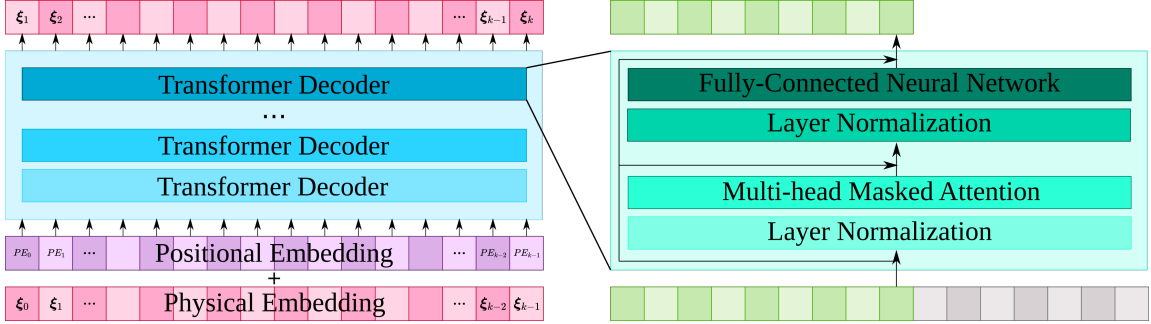 ξ₁ ξ₂ ... ... ξₖ₋₁ ξₖ
Transformer Decoder
...
Transformer Decoder
Transformer Decoder
PE₀ PE₁ ... Positional Embedding ... PEₖ₋₂ PEₖ₋₁
+
ξ₀ ξ₁ ... Physical Embedding ... ξₖ₋₂ ξₖ₋₁
Fully-Connected Neural Network
Layer Normalization
Multi-head Masked Attention
Layer Normalization